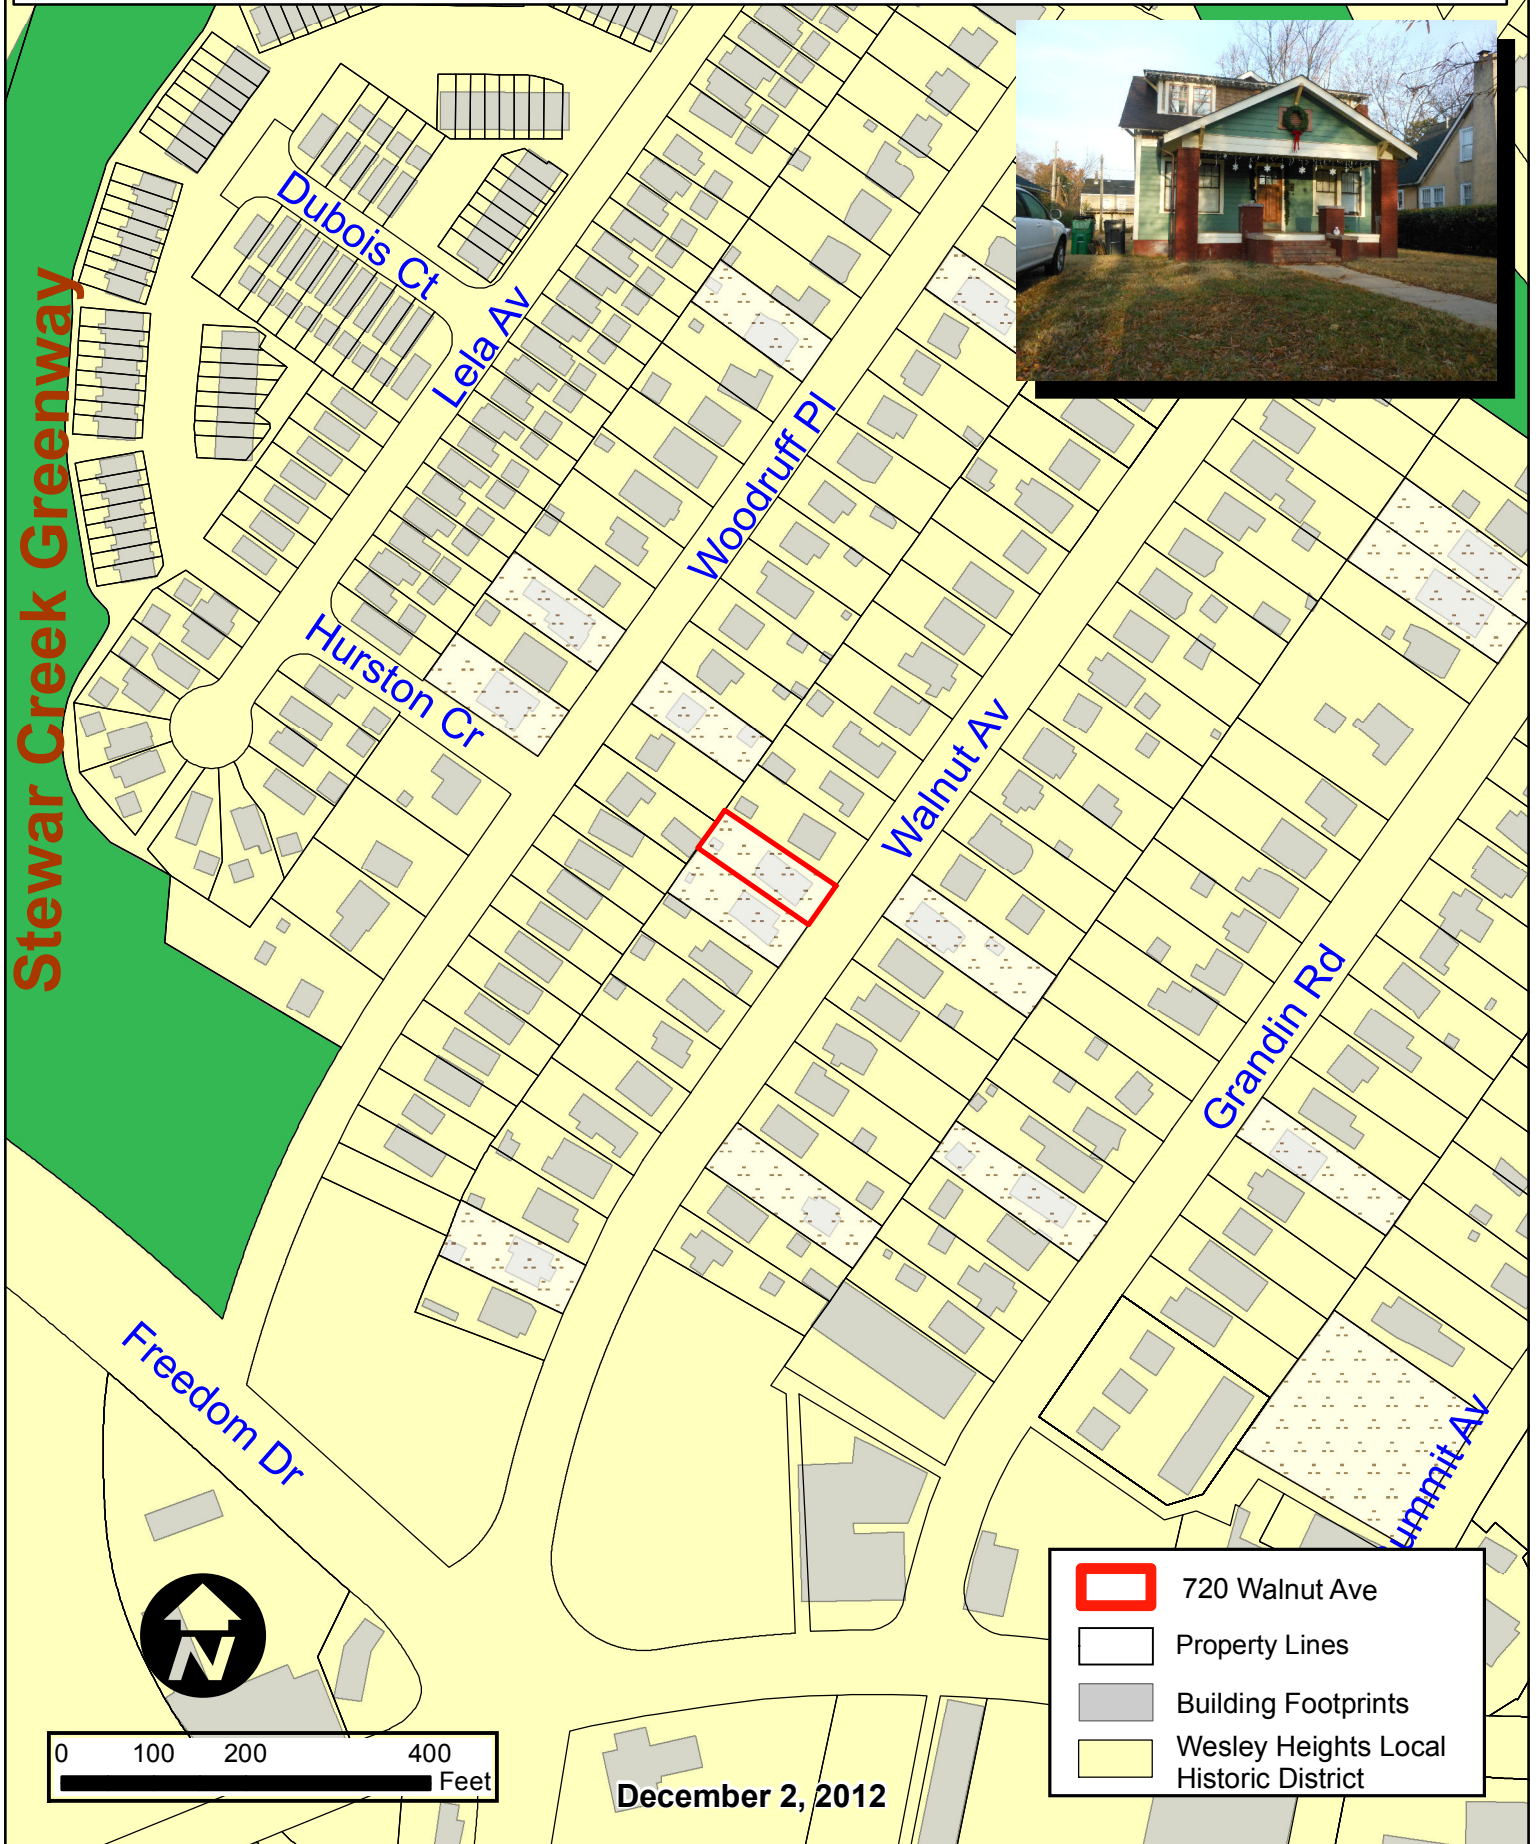 Dubois Ct
Lela Av
Woodruff Pl
Hurston Cr
Walnut Av
Stewar Creek Greenway
Grandin Rd
Freedom Dr
ummit Av
N
720 Walnut Ave
Property Lines
Building Footprints
Wesley Heights Local
Historic District
0 100 200 400
Feet
December 2, 2012